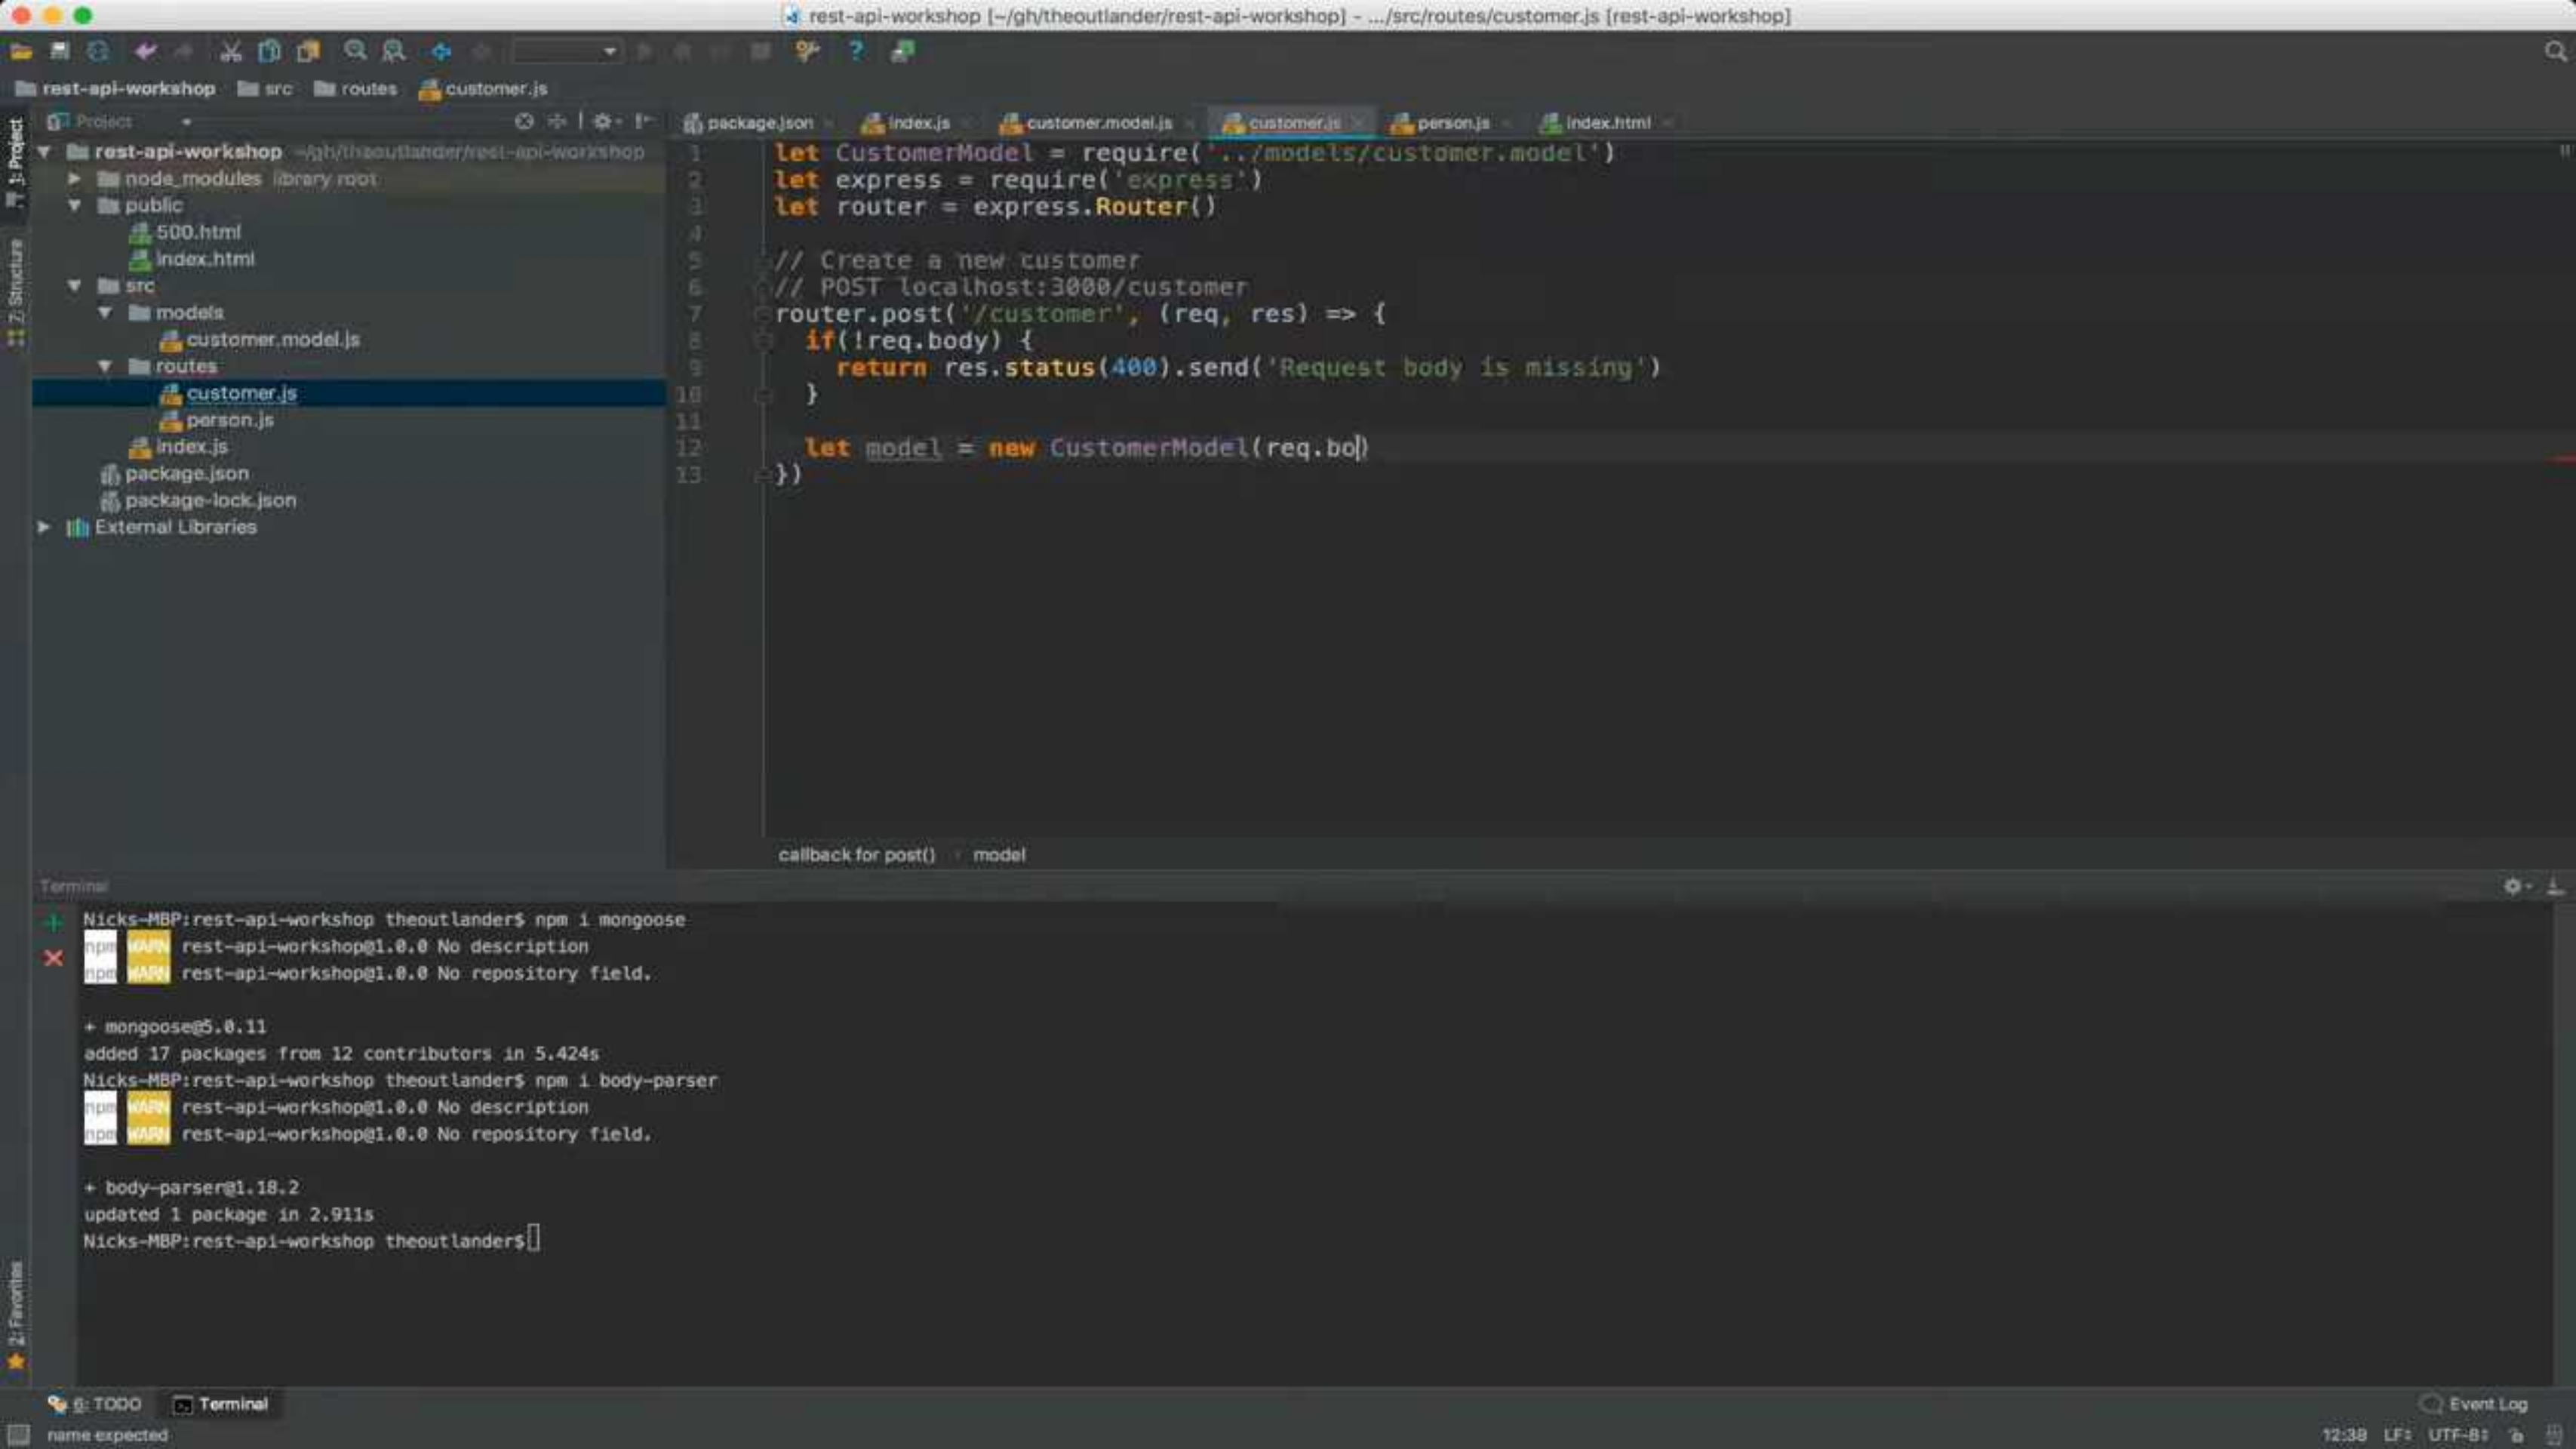 rest-api-workshop [~/gh/theoutlander/rest-api-workshop] - .../src/routes/customer.js [rest-api-workshop]
rest-api-workshop src routes customer.js
1: Project
Project
package.json index.js customer.model.js customer.js person.js index.html
rest-api-workshop ~/gh/theoutlander/rest-api-workshop
node_modules library root
public
500.html
index.html
src
models
customer.model.js
routes
customer.js
person.js
index.js
package.json
package-lock.json
External Libraries
7: Structure
1 let CustomerModel = require('../models/customer.model')
2 let express = require('express')
3 let router = express.Router()
4
5 // Create a new customer
6 // POST localhost:3000/customer
7 router.post('/customer', (req, res) => {
8 if(!req.body) {
9 return res.status(400).send('Request body is missing')
10 }
11
12 let model = new CustomerModel(req.bo)
13 })
callback for post() model
Terminal
Nicks-MBP:rest-api-workshop theoutlander$ npm i mongoose
npm WARN rest-api-workshop@1.0.0 No description
npm WARN rest-api-workshop@1.0.0 No repository field.
+ mongoose@5.0.11
added 17 packages from 12 contributors in 5.424s
Nicks-MBP:rest-api-workshop theoutlander$ npm i body-parser
npm WARN rest-api-workshop@1.0.0 No description
npm WARN rest-api-workshop@1.0.0 No repository field.
+ body-parser@1.18.2
updated 1 package in 2.911s
Nicks-MBP:rest-api-workshop theoutlander$
2: Favorites
6: TODO Terminal
Event Log
name expected
12:38 LF UTF-8